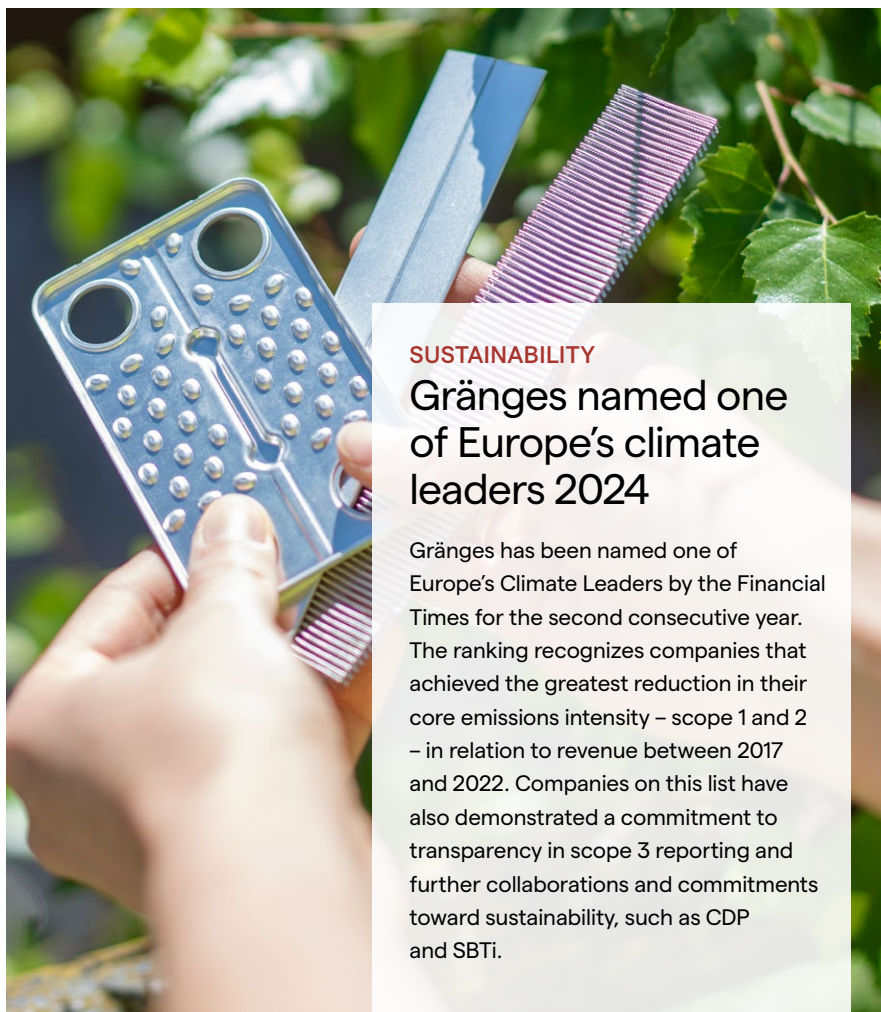 SUSTAINABILITY
Gränges named one
of Europe’s climate
leaders 2024
Gränges has been named one of
Europe’s Climate Leaders by the Financial
Times for the second consecutive year.
The ranking recognizes companies that
achieved the greatest reduction in their
core emissions intensity – scope 1 and 2
– in relation to revenue between 2017
and 2022. Companies on this list have
also demonstrated a commitment to
transparency in scope 3 reporting and
further collaborations and commitments
toward sustainability, such as CDP
and SBTi.